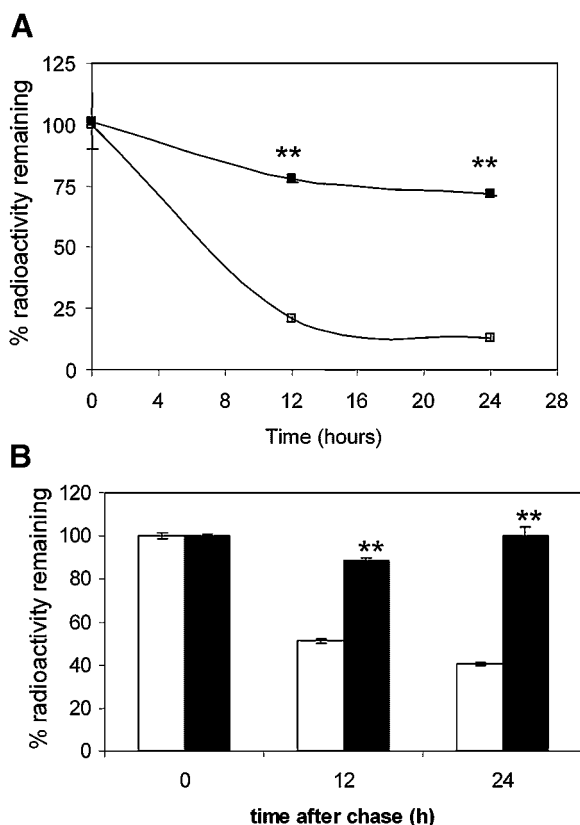 A
% radioactivity remaining
125
100
75
50
25
0
** **
0 4 8 12 16 20 24 28
Time (hours)
B
% radioactivity remaining
120
100
80
60
40
20
0
** **
0 12 24
time after chase (h)